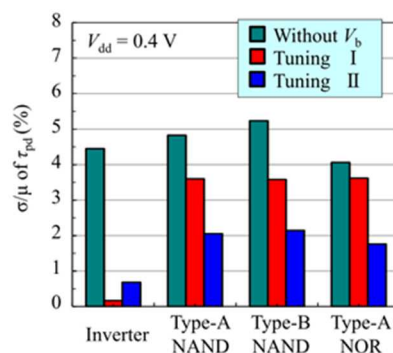 8
7
6
5
4
3
2
1
0
σ/μ of τpd (%)
Vdd = 0.4 V
Without Vb
Tuning I
Tuning II
Inverter
Type-A
NAND
Type-B
NAND
Type-A
NOR